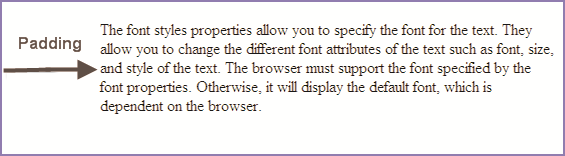 Padding
The font styles properties allow you to specify the font for the text. They
allow you to change the different font attributes of the text such as font, size,
and style of the text. The browser must support the font specified by the
font properties. Otherwise, it will display the default font, which is
dependent on the browser.